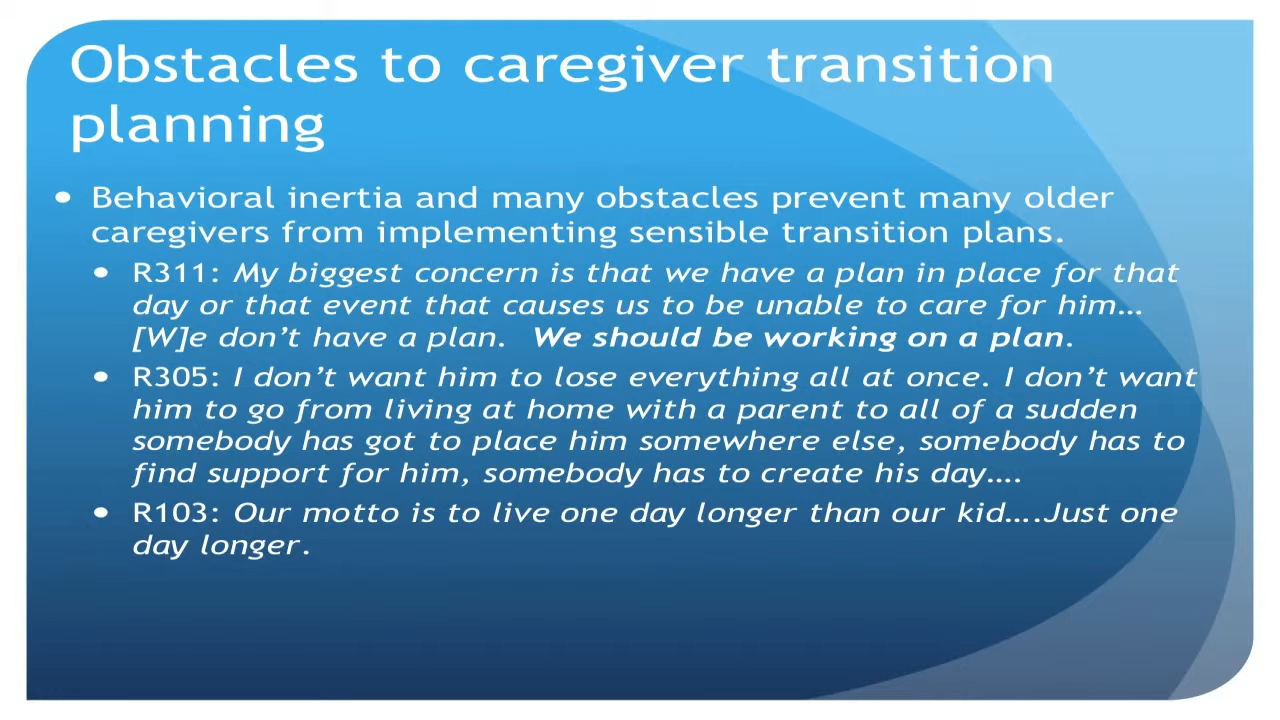 Obstacles to caregiver transition
planning
• Behavioral inertia and many obstacles prevent many older
caregivers from implementing sensible transition plans.
• R311: My biggest concern is that we have a plan in place for that
day or that event that causes us to be unable to care for him…
[W]e don’t have a plan.  We should be working on a plan.
• R305: I don’t want him to lose everything all at once. I don’t want
him to go from living at home with a parent to all of a sudden
somebody has got to place him somewhere else, somebody has to
find support for him, somebody has to create his day….
• R103: Our motto is to live one day longer than our kid….Just one
day longer.